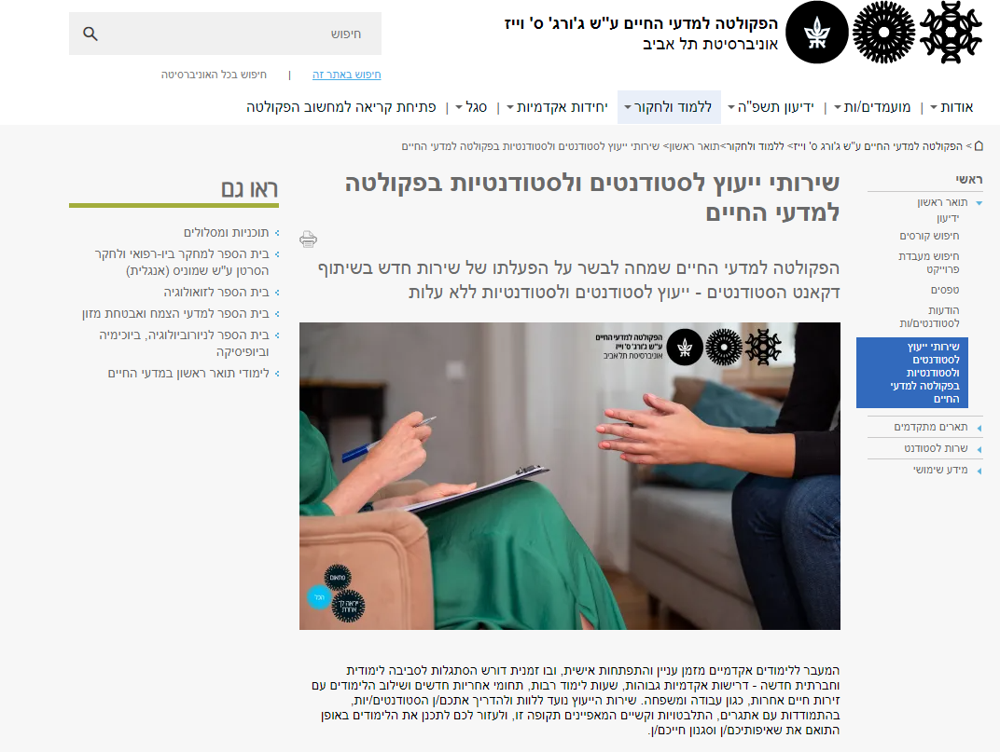 הפקולטה למדעי החיים ע"ש ג'ורג' ס' וייז
אוניברסיטת תל אביב
חיפוש
חיפוש באתר זה | חיפוש בכל האוניברסיטה
אודות | מועמדים/ות | ידיעון תשפ"ה | ללמוד ולחקור | יחידות אקדמיות | סגל | פתיחת קריאה למחשוב הפקולטה
> הפקולטה למדעי החיים ע"ש ג'ורג ס' וייז> ללמוד ולחקור>תואר ראשון> שירותי ייעוץ לסטודנטים ולסטודנטיות בפקולטה למדעי החיים
ראשי
תואר ראשון
ידיעון
חיפוש קורסים
חיפוש מעבדת
פרוייקט
טפסים
הודעות
לסטודנטים/ות
שירותי ייעוץ
לסטודנטים
ולסטודנטיות
בפקולטה למדעי
החיים
תארים מתקדמים
שרות לסטודנט
מידע שימושי
שירותי ייעוץ לסטודנטים ולסטודנטיות בפקולטה
למדעי החיים
הפקולטה למדעי החיים שמחה לבשר על הפעלתו של שירות חדש בשיתוף
דקאנט הסטודנטים - ייעוץ לסטודנטים ולסטודנטיות ללא עלות
הפקולטה למדעי החיים
ע"ש ג'ורג' ס' וייז
אוניברסיטת תל אביב
פתאום
הכל
ייראה לך
אחרת
המעבר ללימודים אקדמיים מזמן עניין והתפתחות אישית, ובו זמנית דורש הסתגלות לסביבה לימודית
וחברתית חדשה - דרישות אקדמיות גבוהות, שעות לימוד רבות, תחומי אחריות חדשים ושילוב הלימודים עם
זירות חיים אחרות, כגון עבודה ומשפחה. שירות הייעוץ נועד ללוות ולהדריך אתכם/ן הסטודנטים/יות,
בהתמודדות עם אתגרים, התלבטויות וקשיים המאפיינים תקופה זו, ולעזור לכם לתכנן את הלימודים באופן
התואם את שאיפותיכם/ן וסגנון חייכם/ן.
ראו גם
תוכניות ומסלולים
בית הספר למחקר ביו-רפואי ולחקר
הסרטן ע"ש שמוניס (אנגלית)
בית הספר לזואולוגיה
בית הספר למדעי הצמח ואבטחת מזון
בית הספר לנוירוביולוגיה, ביוכימיה
וביופיסיקה
לימודי תואר ראשון במדעי החיים